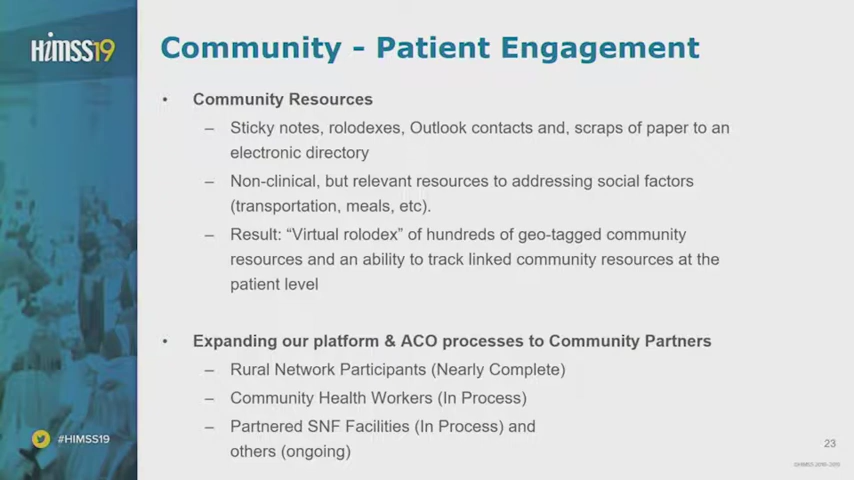 HiMSS19
Community - Patient Engagement
• Community Resources
– Sticky notes, rolodexes, Outlook contacts and, scraps of paper to an
electronic directory
– Non-clinical, but relevant resources to addressing social factors
(transportation, meals, etc).
– Result: “Virtual rolodex” of hundreds of geo-tagged community
resources and an ability to track linked community resources at the
patient level
• Expanding our platform & ACO processes to Community Partners
– Rural Network Participants (Nearly Complete)
– Community Health Workers (In Process)
– Partnered SNF Facilities (In Process) and
others (ongoing)
#HIMSS19
23